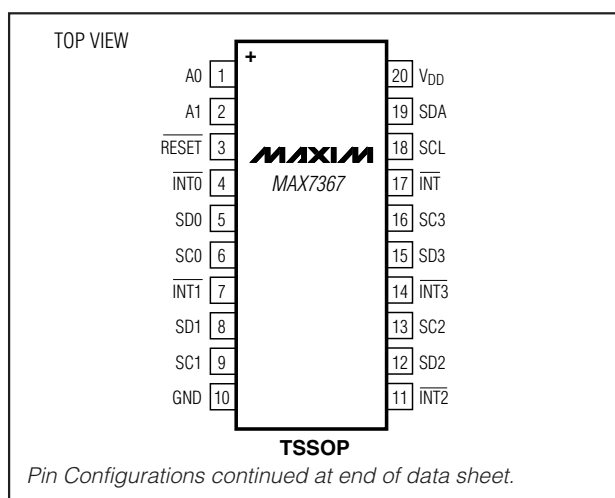 TOP VIEW
+
A0 1
A1 2
RESET 3
INT0 4
SD0 5
SC0 6
INT1 7
SD1 8
SC1 9
GND 10
MAXIM
MAX7367
20 VDD
19 SDA
18 SCL
17 INT
16 SC3
15 SD3
14 INT3
13 SC2
12 SD2
11 INT2
TSSOP
Pin Configurations continued at end of data sheet.